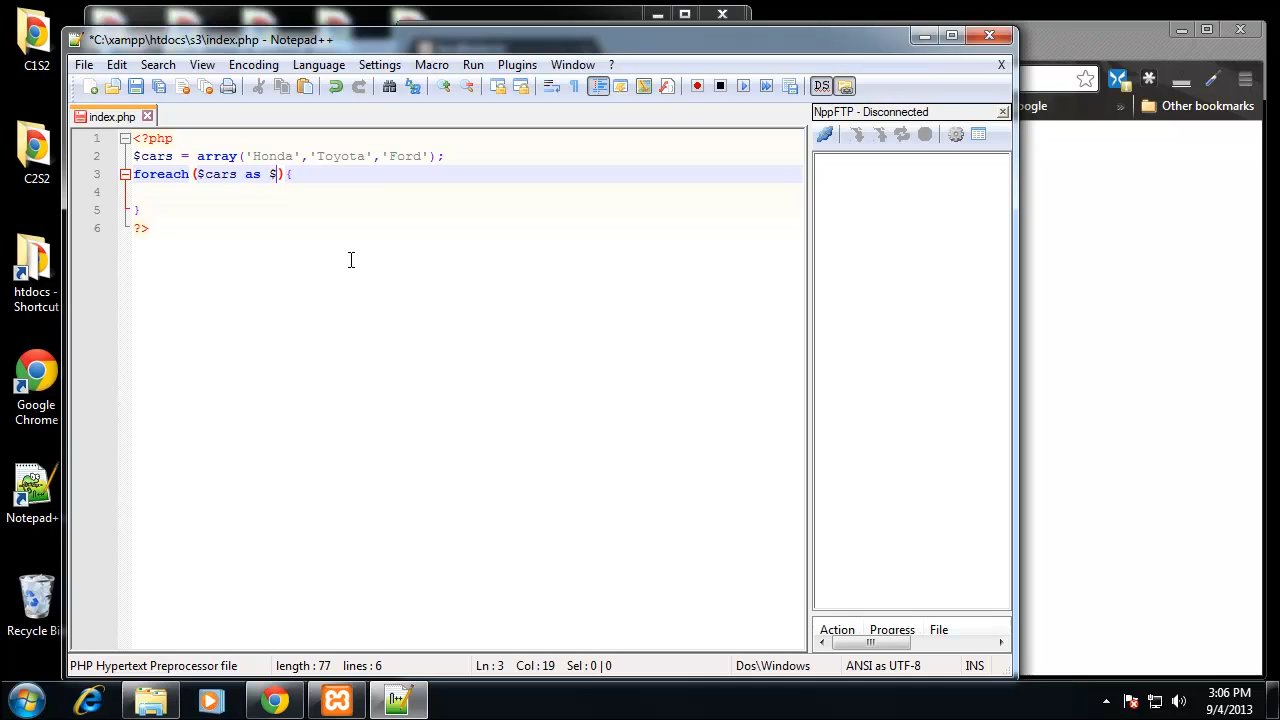 C1S2
C2S2
htdocs -
Shortcut
Google
Chrome
Notepad+
Recycle Bi
*C:\xampp\htdocs\s3\index.php - Notepad++
File Edit Search View Encoding Language Settings Macro Run Plugins Window ? X
index.php
NppFTP - Disconnected
1 <?php
2 $cars = array('Honda','Toyota','Ford');
3 foreach($cars as $){
4
5 }
6 ?>
Action Progress File
PHP Hypertext Preprocessor file length : 77 lines : 6 Ln : 3 Col : 19 Sel : 0 | 0 Dos\Windows ANSI as UTF-8 INS
ogle » Other bookmarks
3:06 PM
9/4/2013